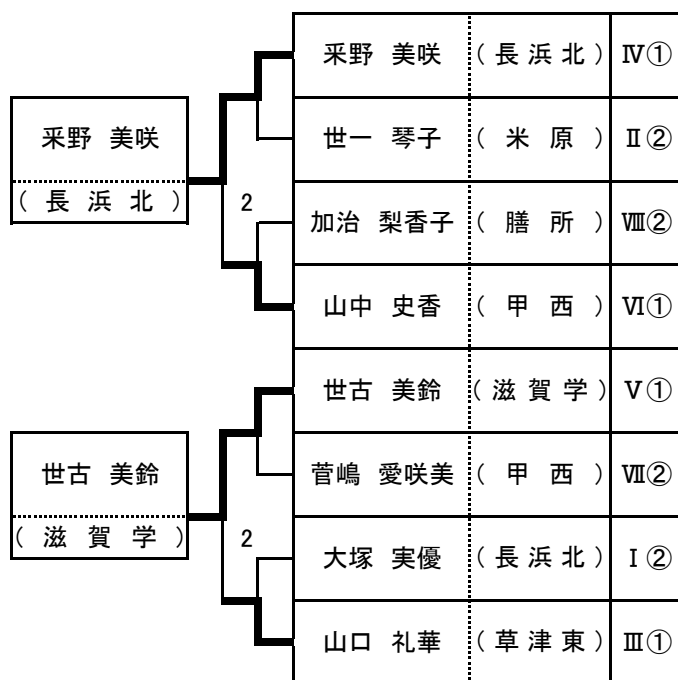 采野 美咲 (長浜北) Ⅳ①
世一 琴子 (米原) Ⅱ②
采野 美咲
(長浜北)
2
加治 梨香子 (膳所) Ⅷ②
山中 史香 (甲西) Ⅵ①
世古 美鈴 (滋賀学) Ⅴ①
菅嶋 愛咲美 (甲西) Ⅶ②
世古 美鈴
(滋賀学)
2
大塚 実優 (長浜北) Ⅰ②
山口 礼華 (草津東) Ⅲ①